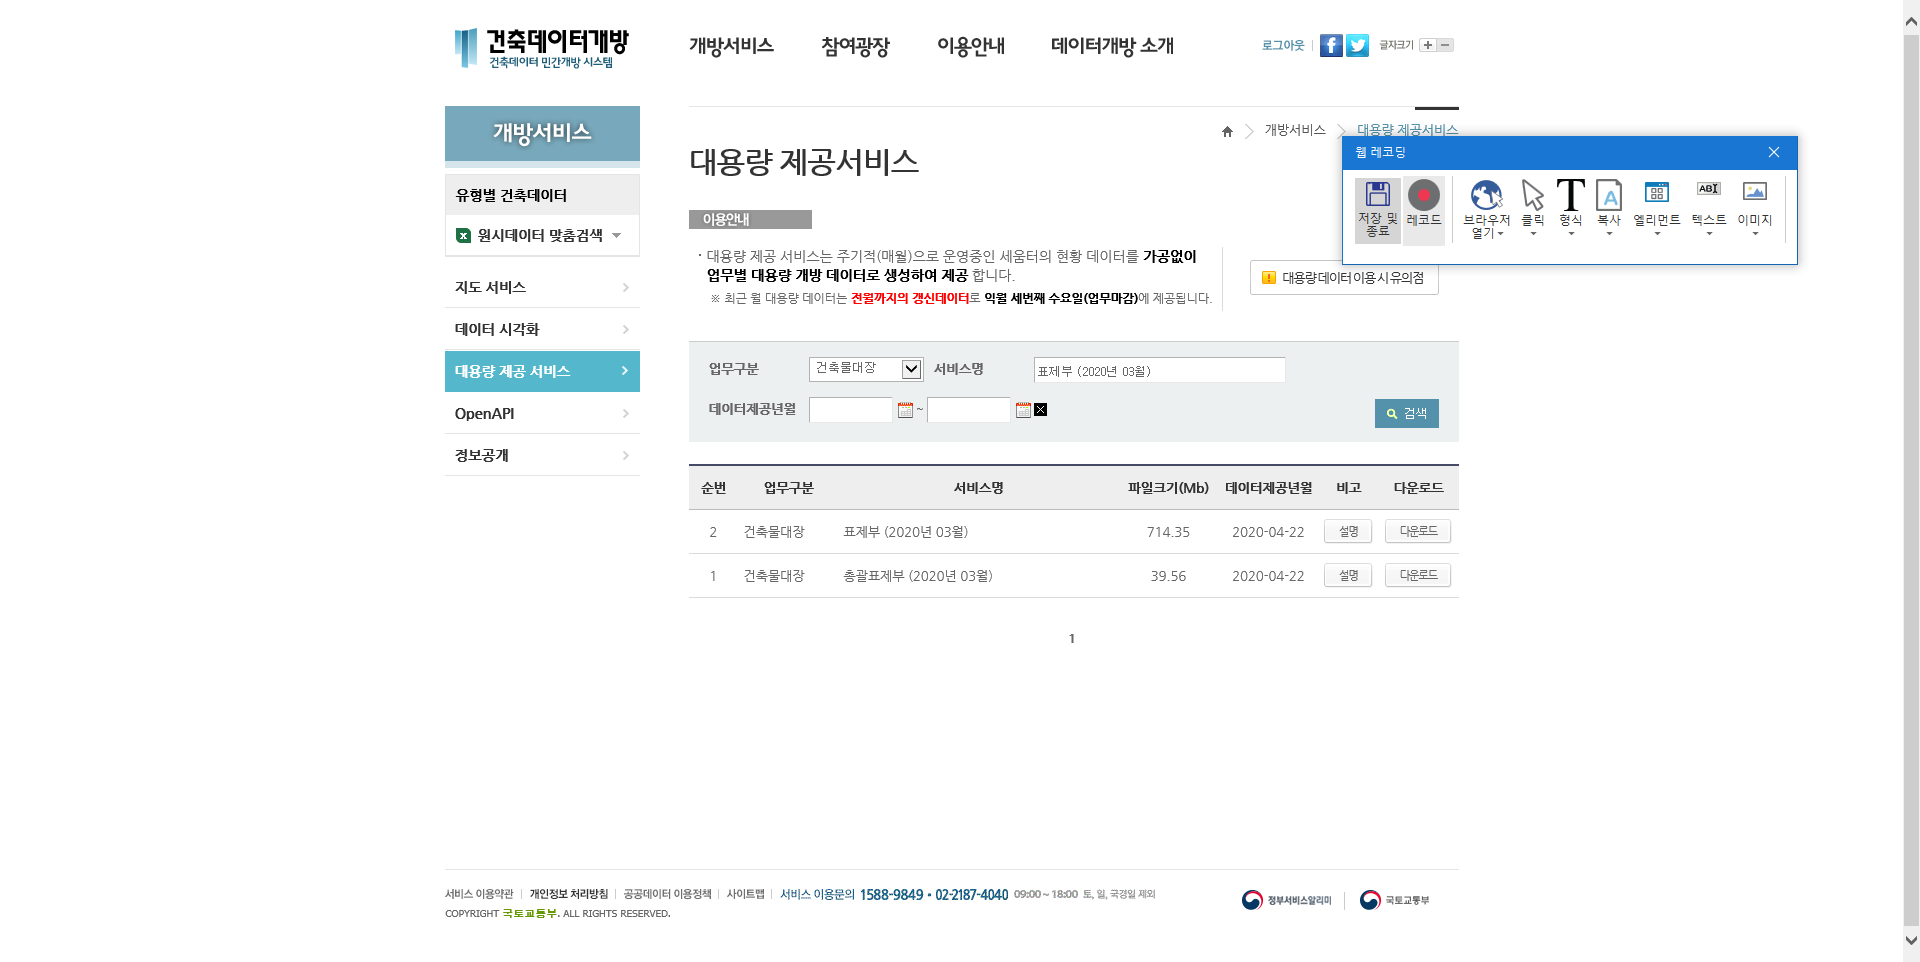 건축데이터개방
건축데이터 민간개방 시스템
개방서비스 참여광장 이용안내 데이터개방 소개
로그아웃 글자크기
개방서비스
유형별 건축데이터
원시데이터 맞춤검색
지도 서비스
데이터 시각화
대용량 제공 서비스
OpenAPI
정보공개
개방서비스 대용량 제공서비스
대용량 제공서비스
이용안내
· 대용량 제공 서비스는 주기적(매월)으로 운영중인 세움터의 현황 데이터를 가공없이
업무별 대용량 개방 데이터로 생성하여 제공 합니다.
※ 최근 월 대용량 데이터는 전월까지의 갱신데이터로 익월 세번째 수요일(업무마감)에 제공됩니다.
대용량 데이터 이용 시 유의점
웹 레코딩
저장 및 종료
레코드
브라우저 열기
클릭
형식
복사
엘리먼트
ABI
텍스트
이미지
업무구분 건축물대장 서비스명 표제부 (2020년 03월)
데이터제공년월 ~
검색
순번 업무구분 서비스명 파일크기(Mb) 데이터제공년월 비고 다운로드
2 건축물대장 표제부 (2020년 03월) 714.35 2020-04-22 설명 다운로드
1 건축물대장 총괄표제부 (2020년 03월) 39.56 2020-04-22 설명 다운로드
1
서비스 이용약관 개인정보 처리방침 공공데이터 이용정책 사이트맵 서비스 이용문의 1588-9849 • 02-2187-4040 09:00 ~ 18:00 토, 일, 국경일 제외
COPYRIGHT 국토교통부. ALL RIGHTS RESERVED.
정부서비스알리미 국토교통부